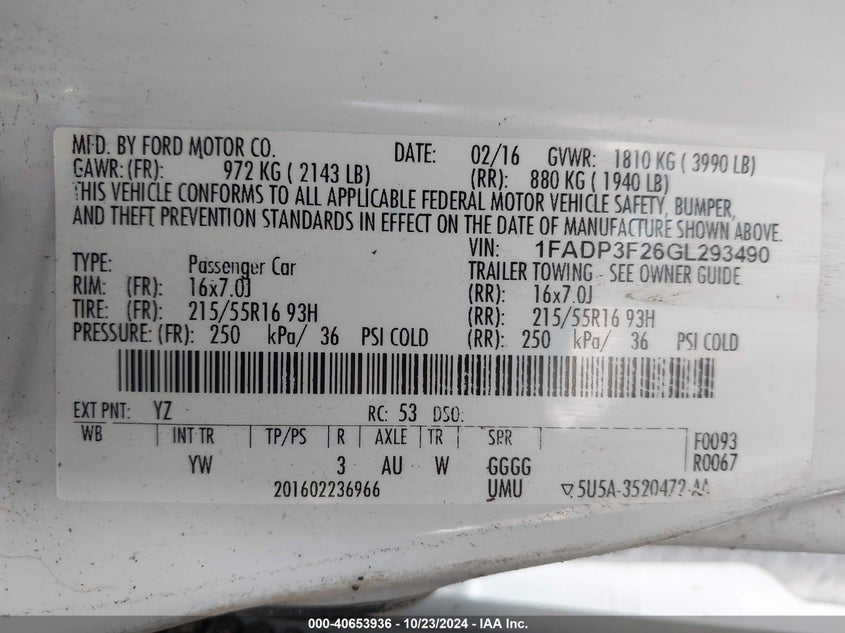 MFD. BY FORD MOTOR CO. DATE: 02/16 GVWR: 1810 KG ( 3990 LB)
GAWR: (FR): 972 KG ( 2143 LB) (RR): 880 KG ( 1940 LB)
THIS VEHICLE CONFORMS TO ALL APPLICABLE FEDERAL MOTOR VEHICLE SAFETY, BUMPER,
AND THEFT PREVENTION STANDARDS IN EFFECT ON THE DATE OF MANUFACTURE SHOWN ABOVE.
VIN: 1FADP3F26GL293490
TYPE: Passenger Car TRAILER TOWING - SEE OWNER GUIDE
RIM: (FR): 16x7.0J (RR): 16x7.0J
TIRE: (FR): 215/55R16 93H (RR): 215/55R16 93H
PRESSURE: (FR): 250 kPa/ 36 PSI COLD (RR): 250 kPa/ 36 PSI COLD
EXT PNT: YZ RC: 53 DSO:
WB INT TR TP/PS R AXLE TR SPR F0093
YW 3 AU W GGGG R0067
201602236966 UMU ▽5U5A-3520472-AA
000-40653936 - 10/23/2024 - IAA Inc.